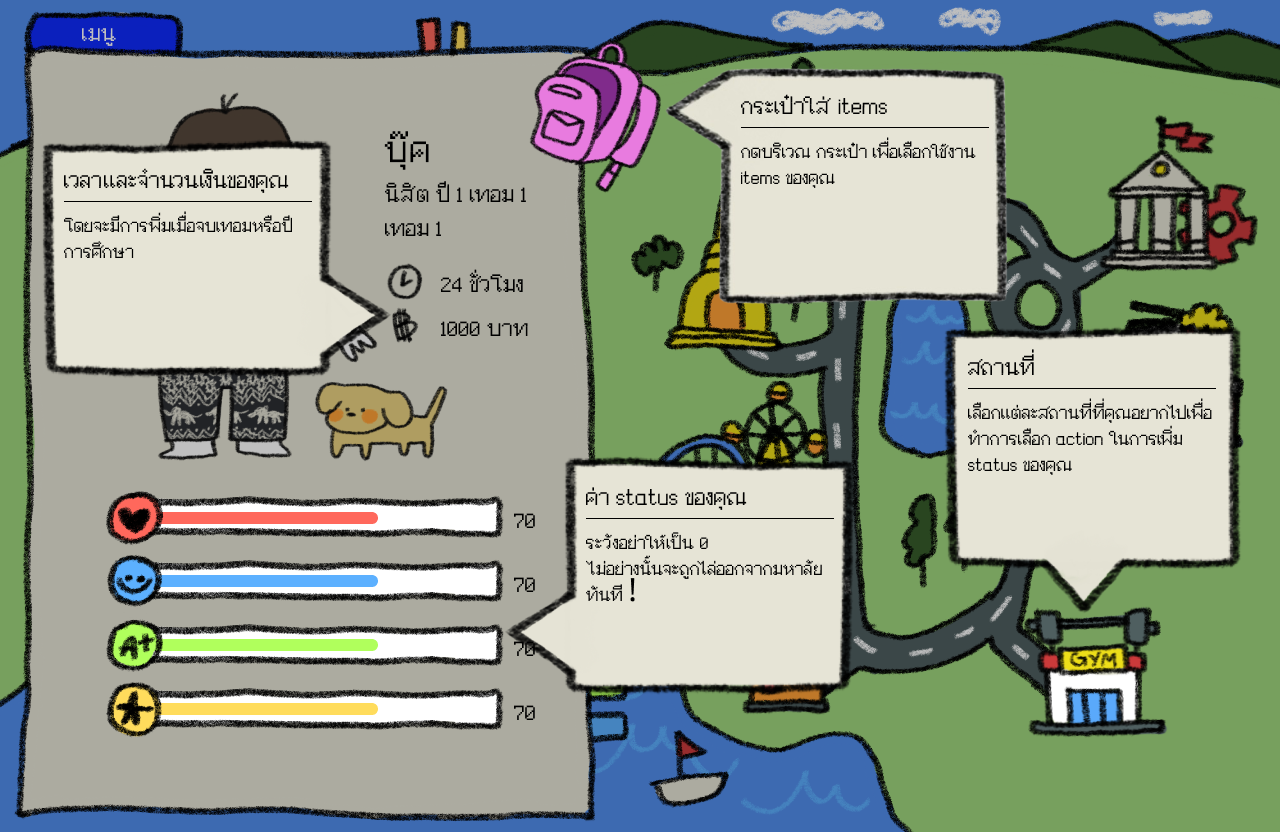 เมนู
เวลาและจำนวนเงินของคุณ
โดยจะมีการพิ่มเมื่อจบเทอมหรือปี
การศึกษา
บุ๊ค
นิสิต ปี 1 เทอม 1
เทอม 1
24 ชั่วโมง
1000 บาท
กระเป๋าใส่ items
กดบริเวณ กระเป๋า เพื่อเลือกใช้งาน
items ของคุณ
สถานที่
เลือกแต่ละสถานที่ที่คุณอยากไปเพื่อ
ทำการเลือก action ในการเพิ่ม
status ของคุณ
ค่า status ของคุณ
ระวังอย่าให้เป็น 0
ไม่อย่างนั้นจะถูกไล่ออกจากมหาลัย
ทันที !
70
70
A+ 70
70
GYM